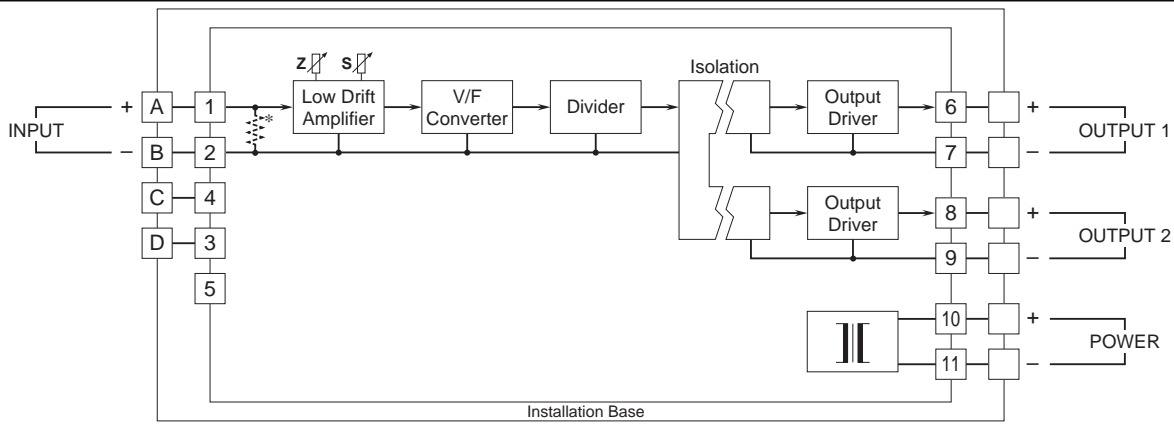 Z S
Isolation
INPUT
+ A 1
Low Drift
Amplifier
V/F
Converter
Divider
Output
Driver
6 +
*
OUTPUT 1
– B 2
7 –
C 4
Output
Driver
8 +
OUTPUT 2
D 3
9 –
5
10 +
POWER
11 –
Installation Base